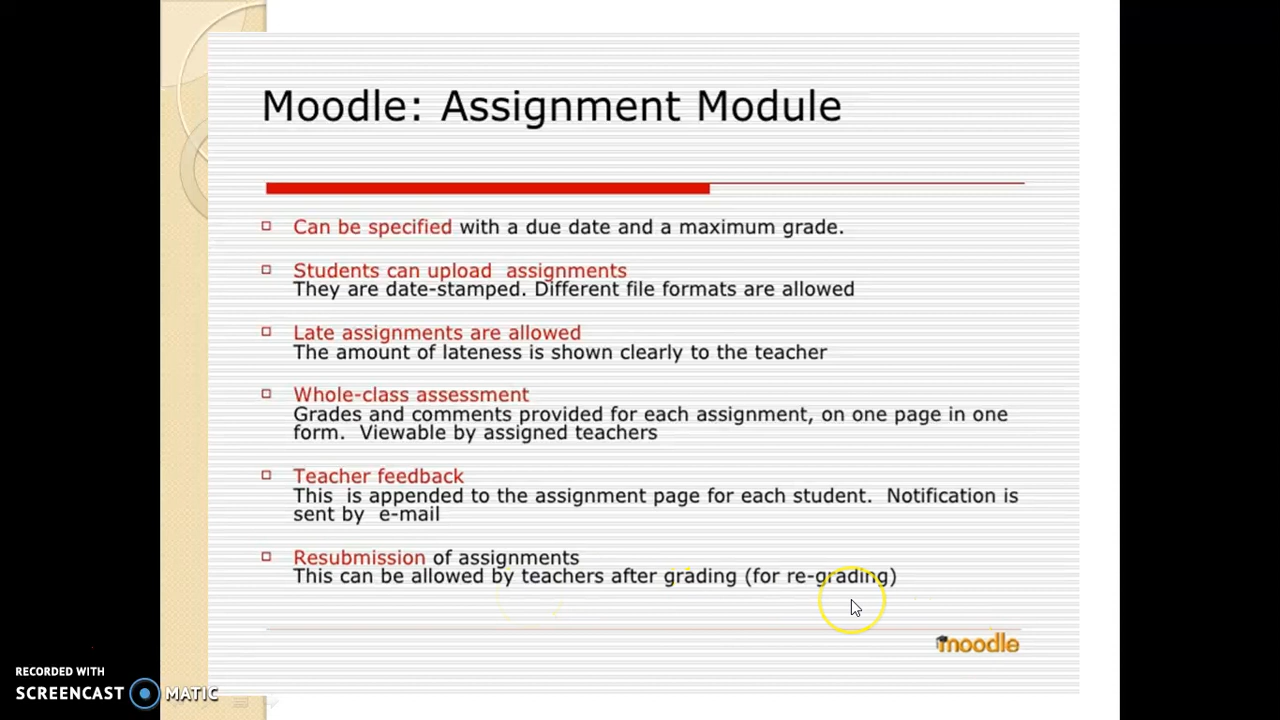 Moodle: Assignment Module
Can be specified with a due date and a maximum grade.
Students can upload assignments
They are date-stamped. Different file formats are allowed
Late assignments are allowed
The amount of lateness is shown clearly to the teacher
Whole-class assessment
Grades and comments provided for each assignment, on one page in one
form. Viewable by assigned teachers
Teacher feedback
This is appended to the assignment page for each student. Notification is
sent by e-mail
Resubmission of assignments
This can be allowed by teachers after grading (for re-grading)
moodle
RECORDED WITH
SCREENCAST MATIC